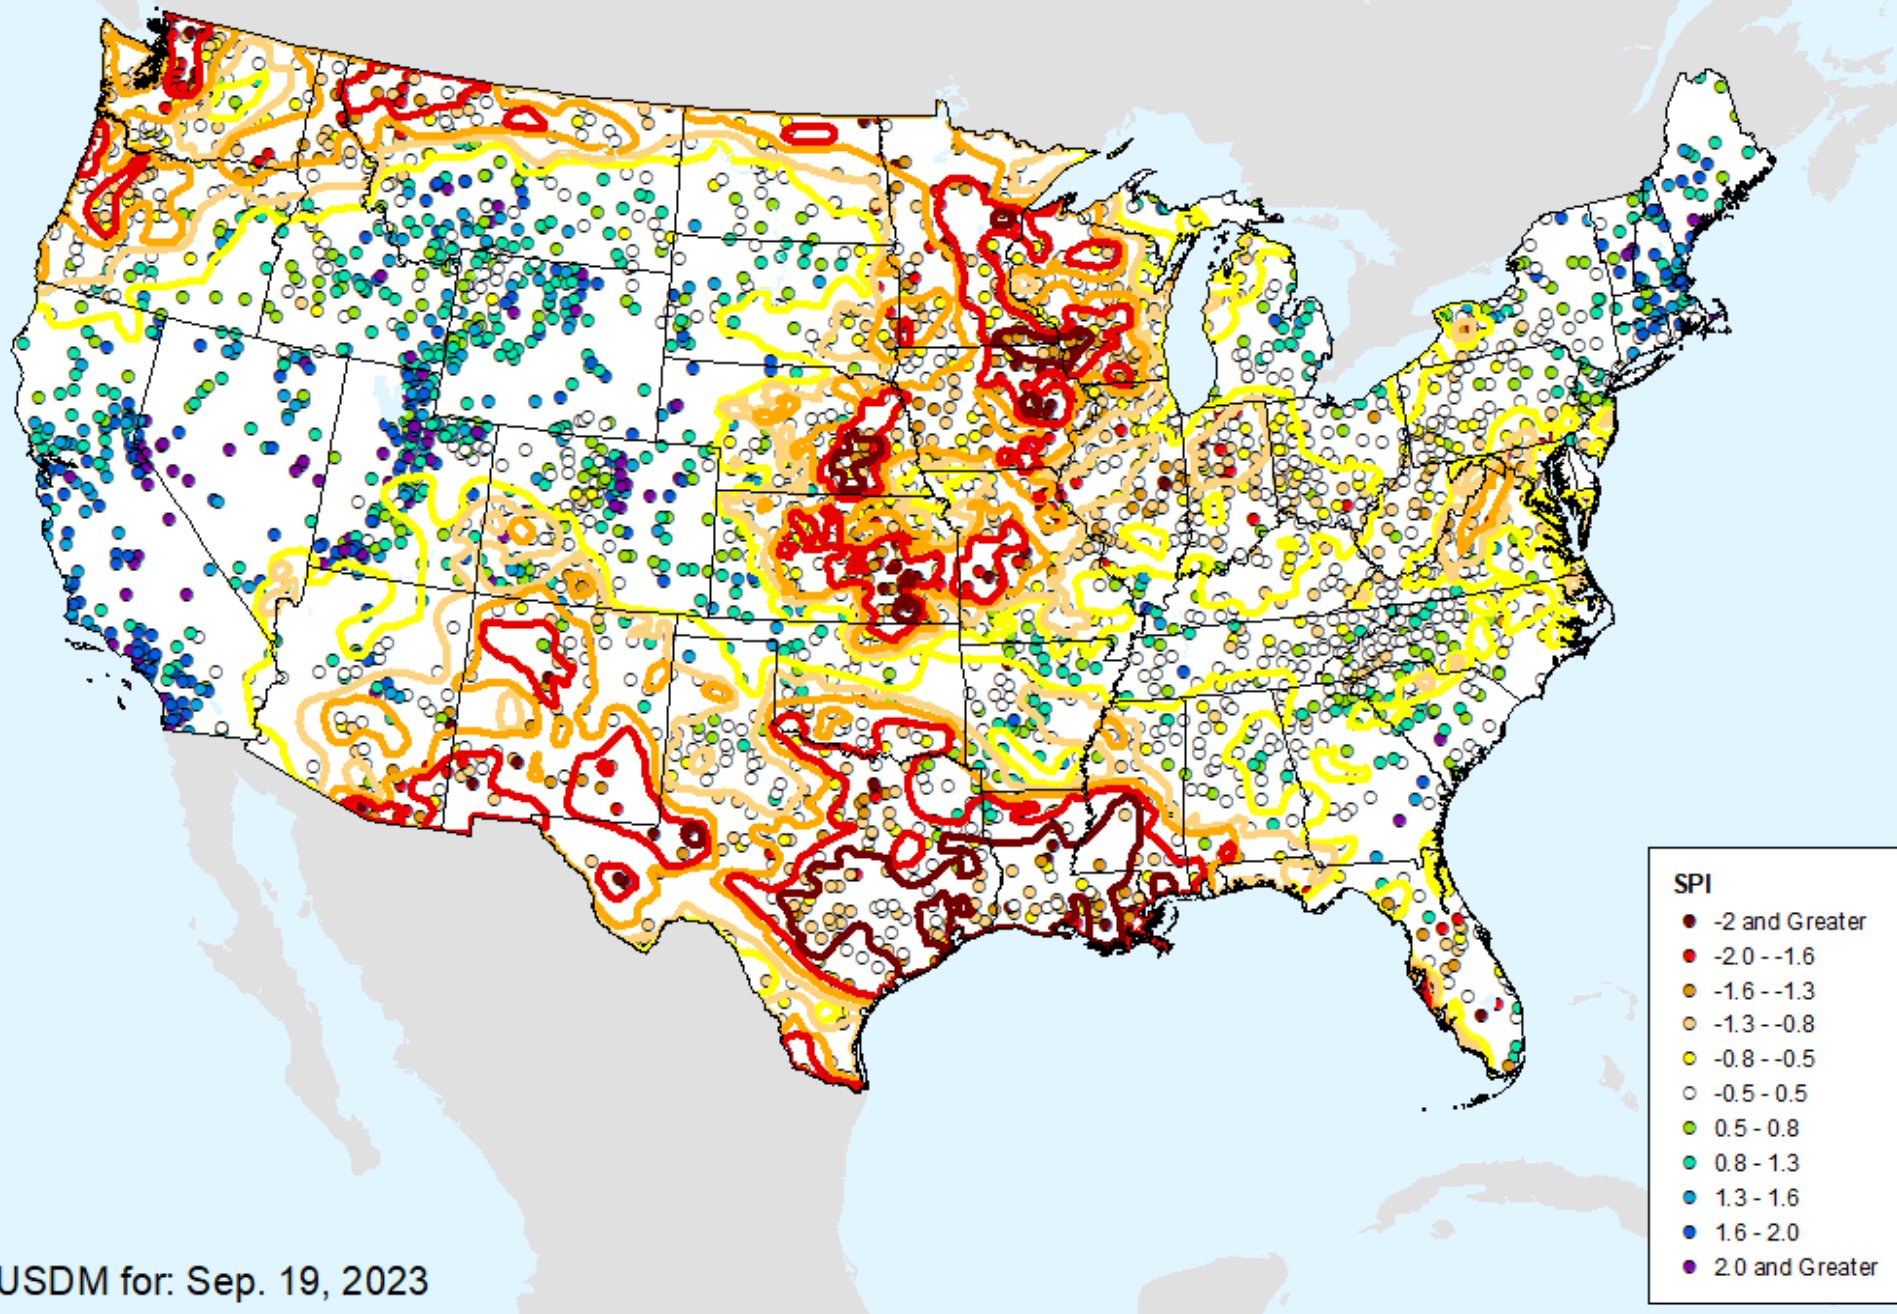 SPI
-2 and Greater
-2.0 - -1.6
-1.6 - -1.3
-1.3 - -0.8
-0.8 - -0.5
-0.5 - 0.5
0.5 - 0.8
0.8 - 1.3
1.3 - 1.6
1.6 - 2.0
2.0 and Greater
USDM for: Sep. 19, 2023